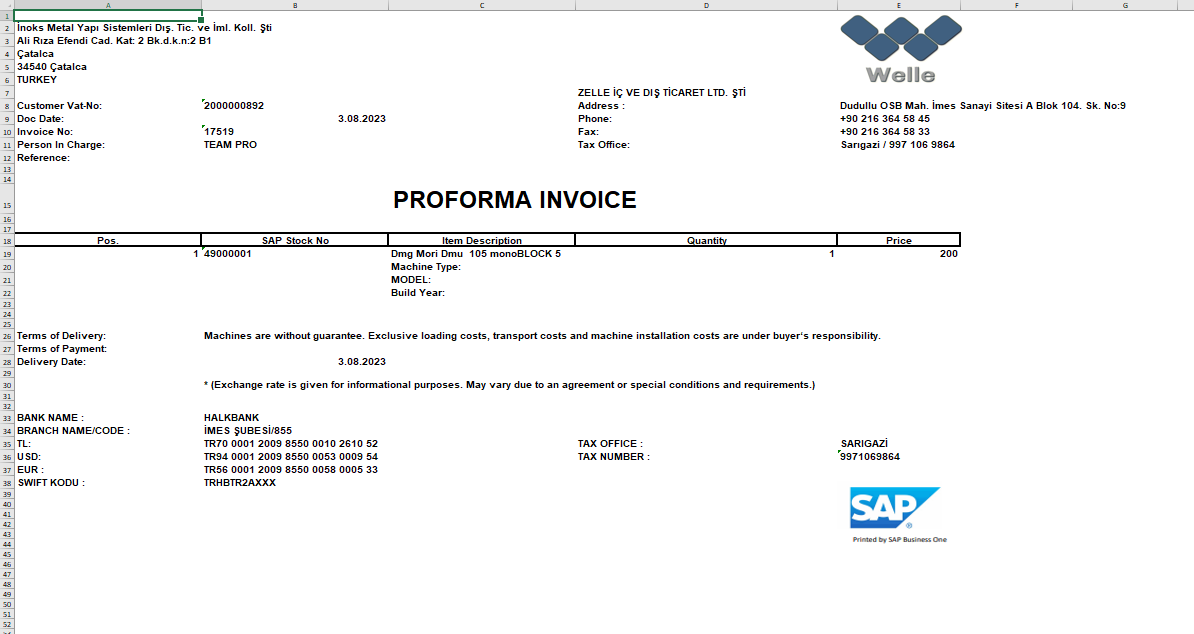 A B C D E F G
1
2 İnoks Metal Yapı Sistemleri Dış. Tic. ve İml. Koll. Şti
3 Ali Rıza Efendi Cad. Kat: 2 Bk.d.k.n:2 B1
4 Çatalca
5 34540 Çatalca
6 TURKEY
Welle
7 ZELLE İÇ VE DIŞ TİCARET LTD. ŞTİ
8 Customer Vat-No: 2000000892 Address : Dudullu OSB Mah. İmes Sanayi Sitesi A Blok 104. Sk. No:9
9 Doc Date: 3.08.2023 Phone: +90 216 364 58 45
10 Invoice No: 17519 Fax: +90 216 364 58 33
11 Person In Charge: TEAM PRO Tax Office: Sarıgazi / 997 106 9864
12 Reference:
13
14
15 PROFORMA INVOICE
16
17
18 Pos. SAP Stock No Item Description Quantity Price
19 1 49000001 Dmg Mori Dmu 105 monoBLOCK 5 1 200
20 Machine Type:
21 MODEL:
22 Build Year:
23
24
25
26 Terms of Delivery: Machines are without guarantee. Exclusive loading costs, transport costs and machine installation costs are under buyer's responsibility.
27 Terms of Payment:
28 Delivery Date: 3.08.2023
29
30 * (Exchange rate is given for informational purposes. May vary due to an agreement or special conditions and requirements.)
31
32
33 BANK NAME : HALKBANK
34 BRANCH NAME/CODE : İMES ŞUBESİ/855
35 TL: TR70 0001 2009 8550 0010 2610 52 TAX OFFICE : SARIGAZİ
36 USD: TR94 0001 2009 8550 0053 0009 54 TAX NUMBER : 9971069864
37 EUR : TR56 0001 2009 8550 0058 0005 33
38 SWIFT KODU : TRHBTR2AXXX
39
40
41
SAP ®
42
43
44 Printed by SAP Business One
45
46
47
48
49
50
51
52